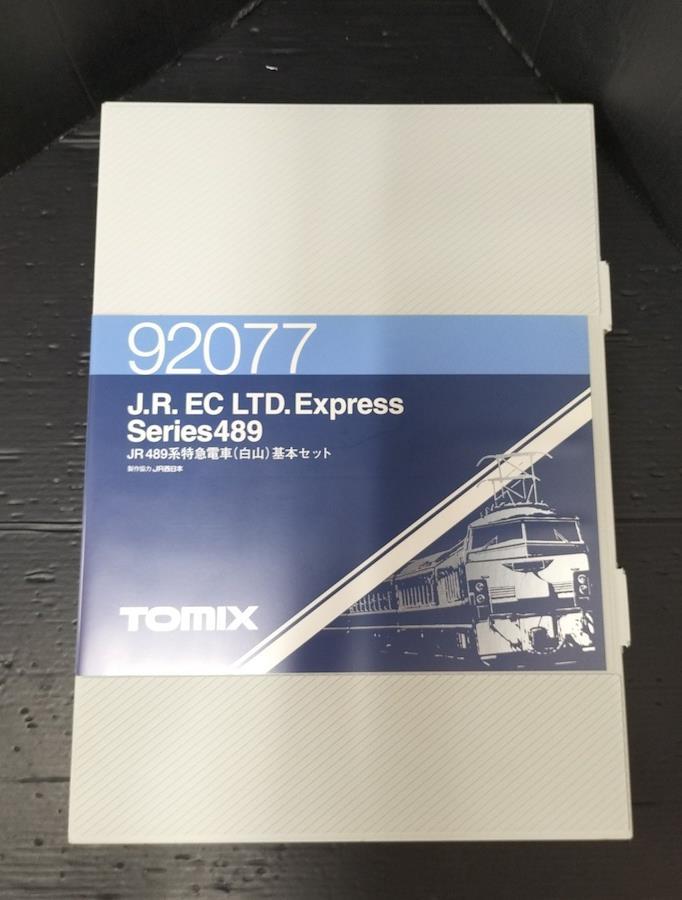 92077
J.R. EC LTD. Express
Series489
JR 489系特急電車(白山)基本セット
製作協力 JR西日本
TOMIX